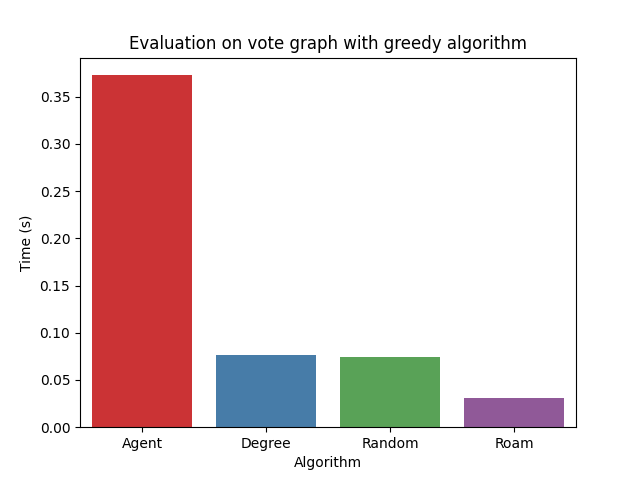 Evaluation on vote graph with greedy algorithm
Time (s)
0.35
0.30
0.25
0.20
0.15
0.10
0.05
0.00
Agent Degree Random Roam
Algorithm